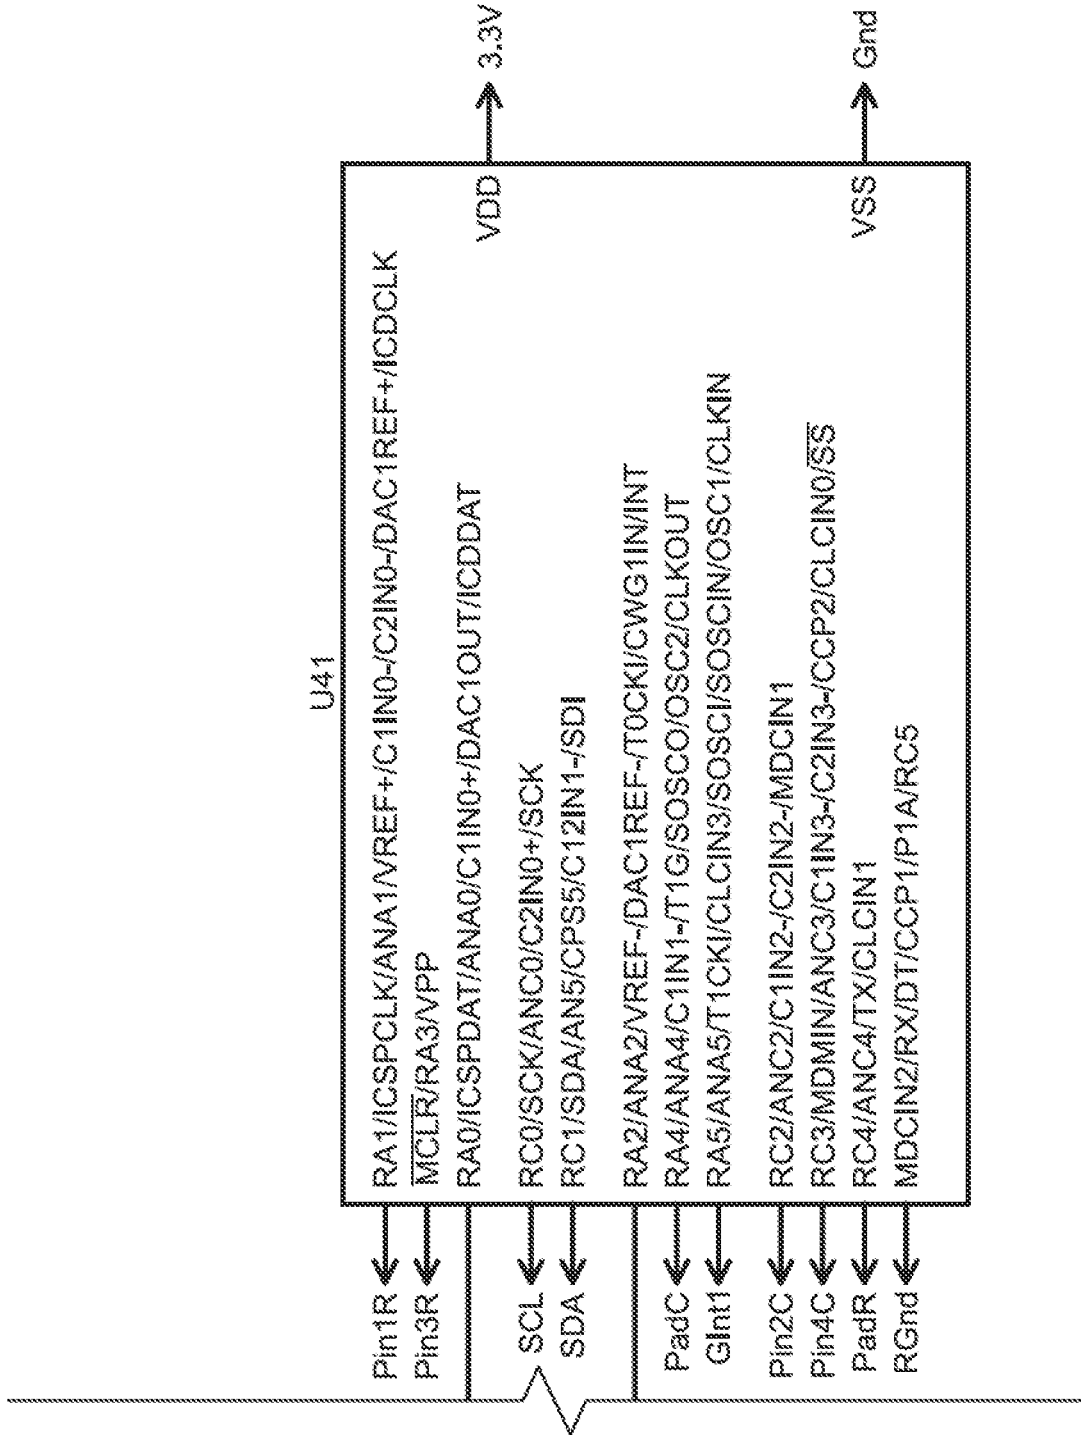 U41
Pin1R
RA1/ICSPCLK/ANA1/VREF+/C1IN0-/C2IN0-/DAC1REF+/ICDCLK
Pin3R
MCLR/RA3/VPP
RA0/ICSPDAT/ANA0/C1IN0+/DAC1OUT/ICDDAT
VDD
3.3V
SCL
RC0/SCK/ANC0/C2IN0+/SCK
SDA
RC1/SDA/AN5/CPS5/C12IN1-/SDI
RA2/ANA2/VREF-/DAC1REF-/T0CKI/CWG1IN/INT
PadC
RA4/ANA4/C1IN1-/T1G/SOSCO/OSC2/CLKOUT
GInt1
RA5/ANA5/T1CKI/CLCIN3/SOSCI/SOSCIN/OSC1/CLKIN
Pin2C
RC2/ANC2/C1IN2-/C2IN2-/MDCIN1
Pin4C
RC3/MDMIN/ANC3/C1IN3-/C2IN3-/CCP2/CLCIN0/SS
PadR
RC4/ANC4/TX/CLCIN1
VSS
Gnd
RGnd
MDCIN2/RX/DT/CCP1/P1A/RC5